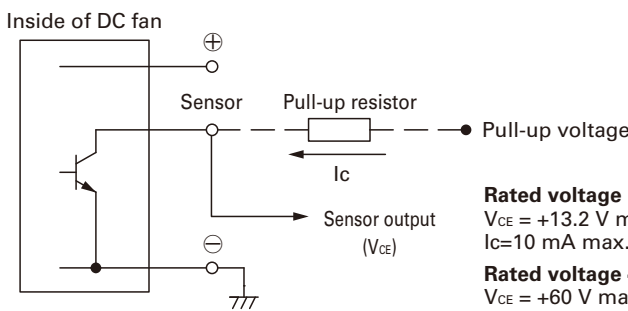 Inside of DC fan
⊕
Sensor
Pull-up resistor
Pull-up voltage
Ic
Sensor output
(VCE)
⊖
Rated voltage
VCE = +13.2 V
Ic=10 mA max.
Rated voltage
VCE = +60 V